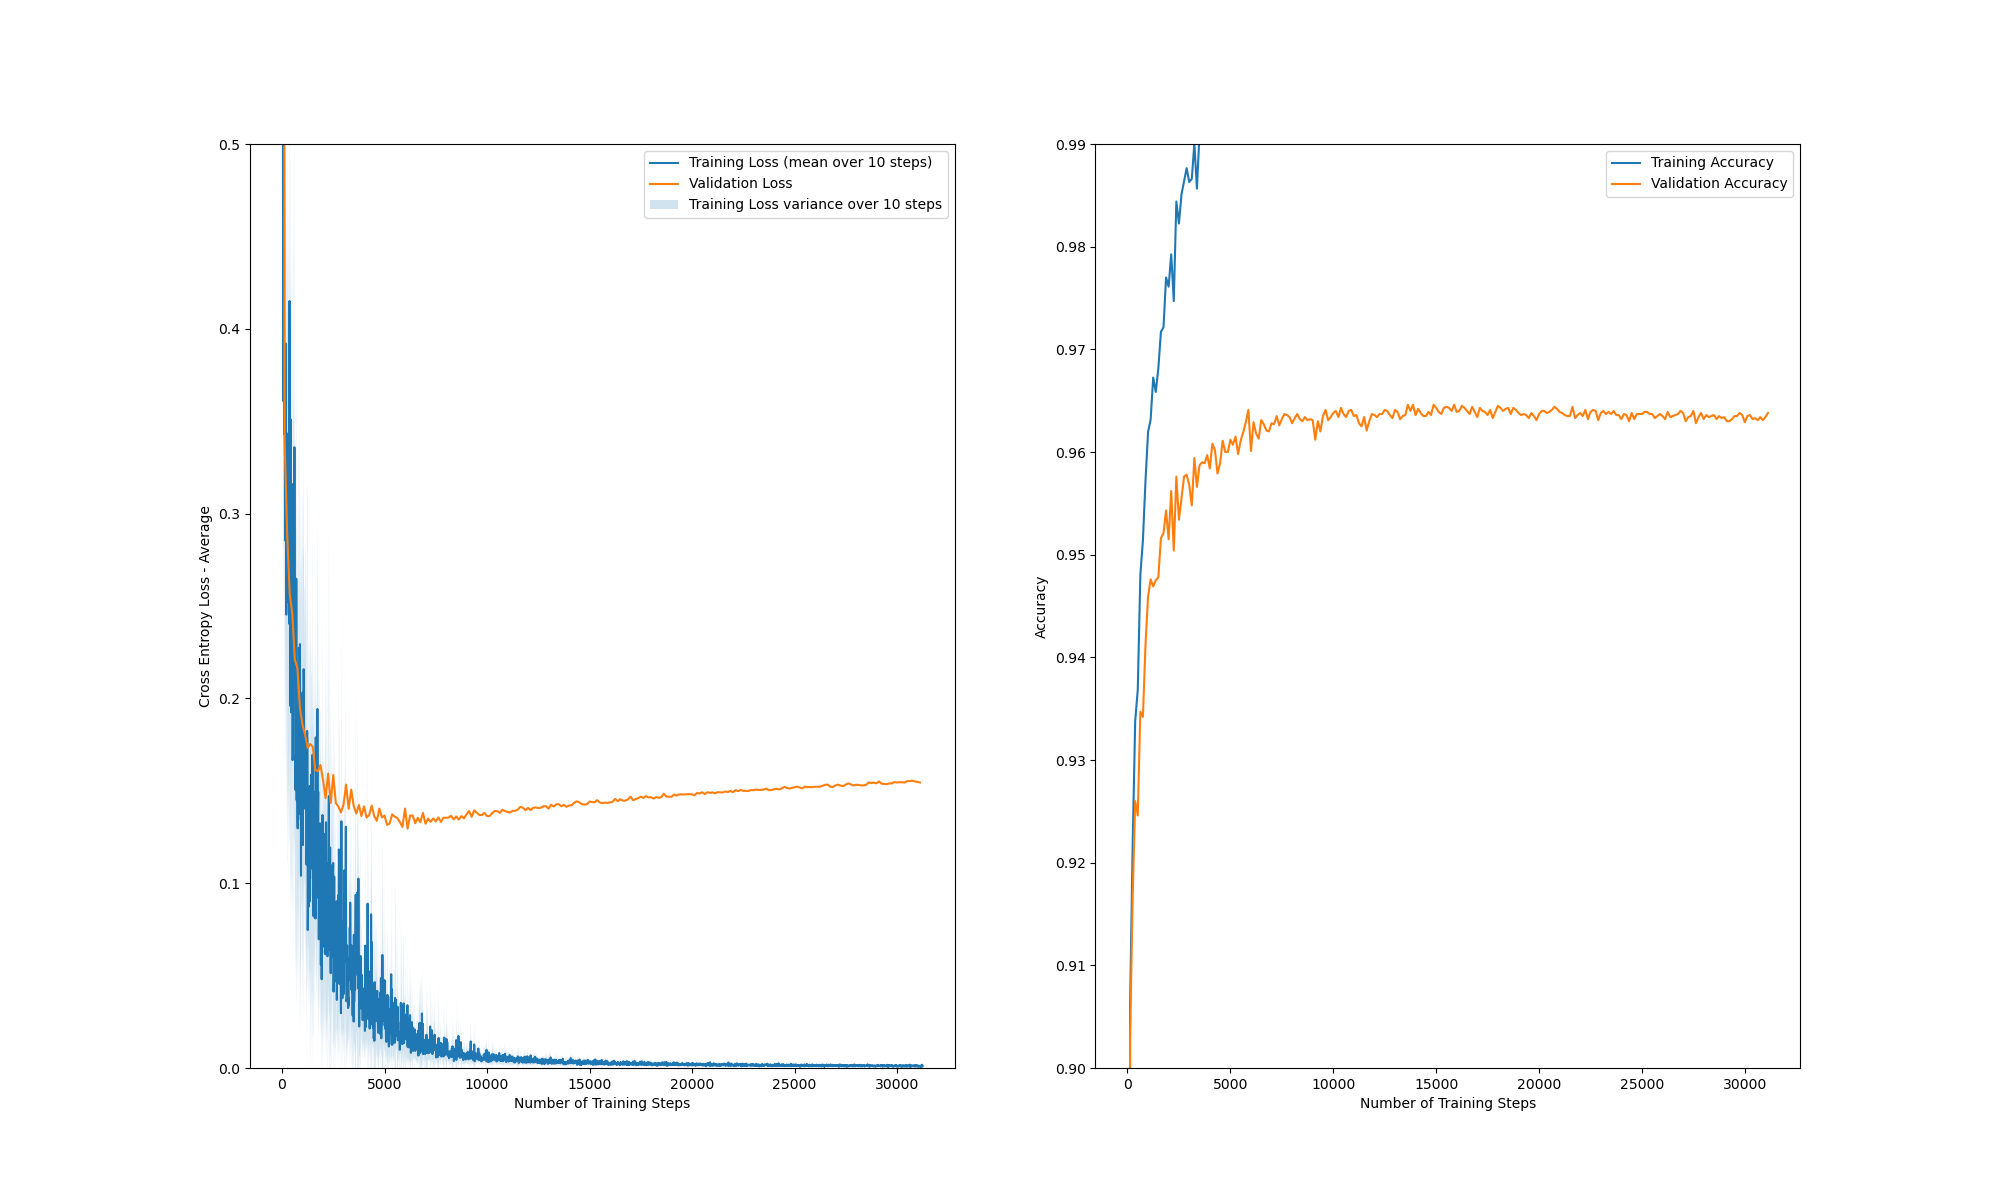 0.5
0.4
0.3
0.2
0.1
0.0
Cross Entropy Loss - Average
Training Loss (mean over 10 steps)
Validation Loss
Training Loss variance over 10 steps
0 5000 10000 15000 20000 25000 30000
Number of Training Steps
0.99
0.98
0.97
0.96
0.95
0.94
0.93
0.92
0.91
0.90
Accuracy
Training Accuracy
Validation Accuracy
0 5000 10000 15000 20000 25000 30000
Number of Training Steps